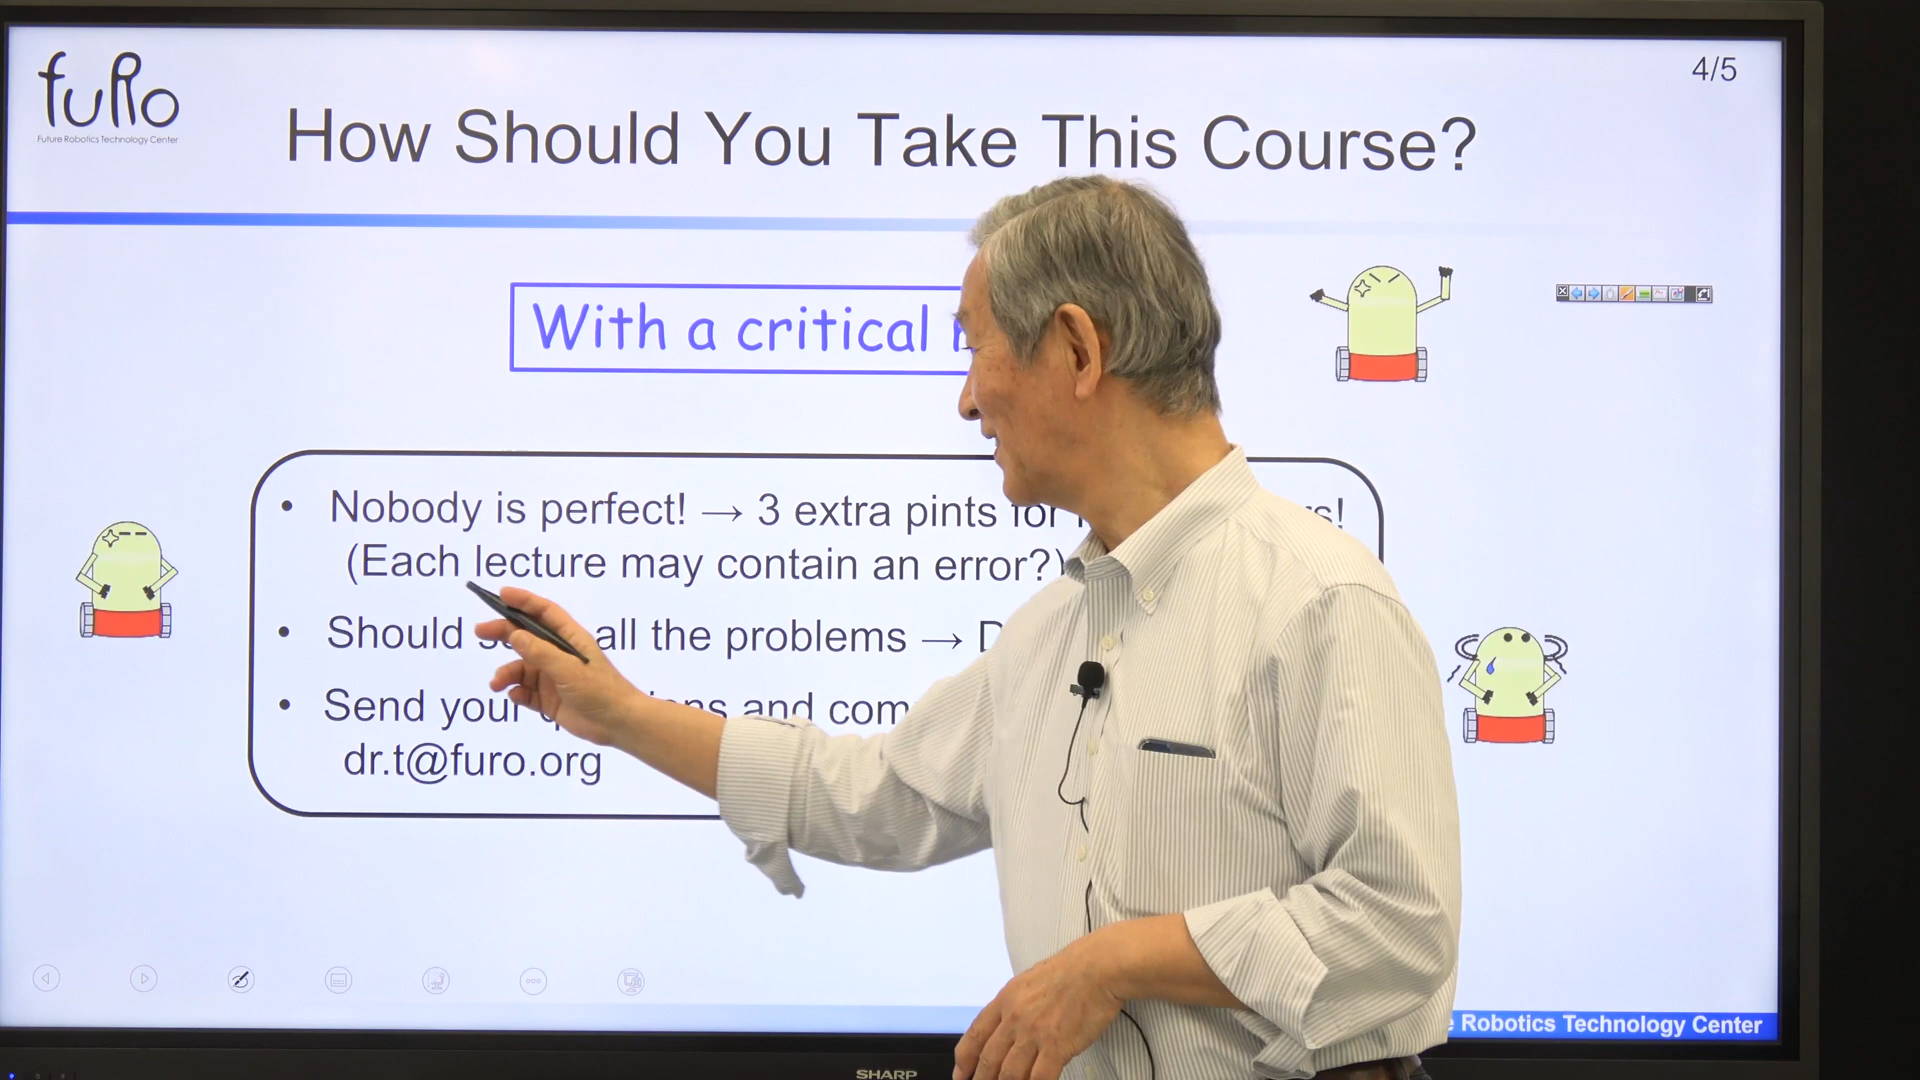 furo
Future Robotics Technology Center
4/5
How Should You Take This Course?
With a critical
Nobody is perfect! → 3 extra pints for
(Each lecture may contain an error?)
• Should all the problems →
• Send your and
dr.t@furo.org
Robotics Technology Center
SHARP